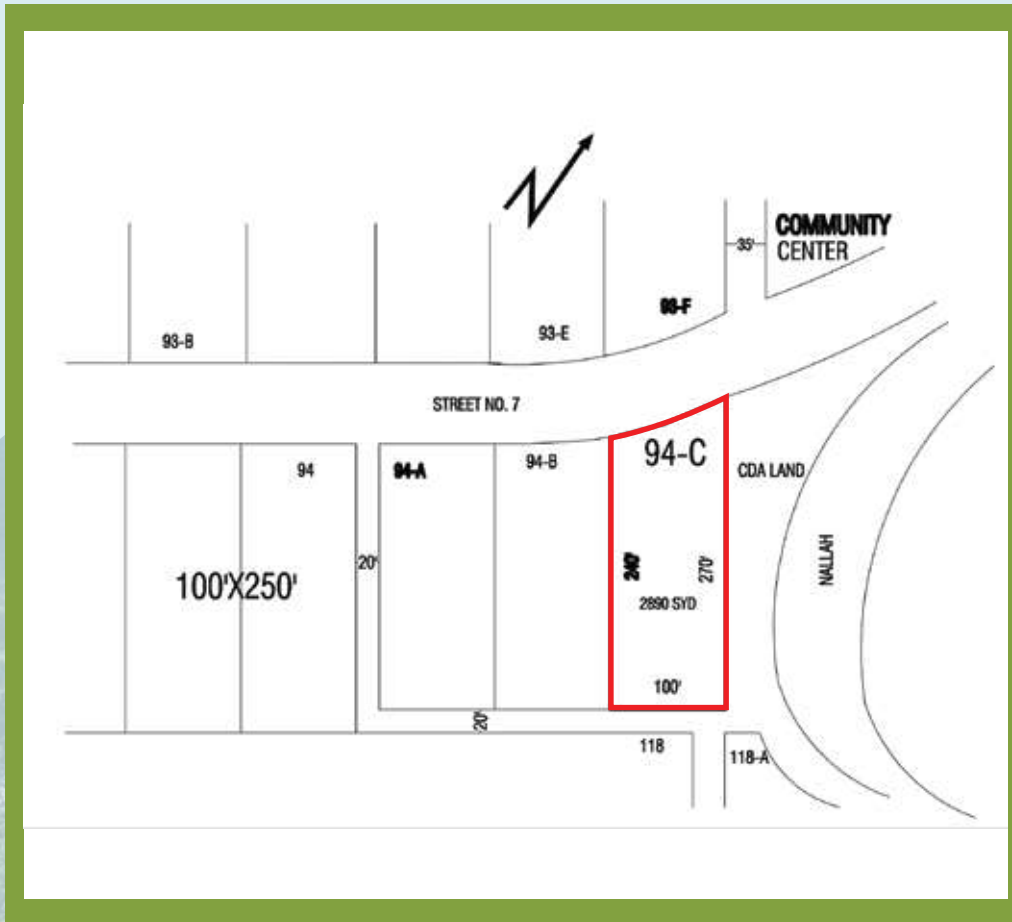 N
COMMUNITY
CENTER
35'
93-F
93-E
93-B
STREET NO. 7
94
94-A
94-B
94-C
CDA LAND
20'
240'
270'
NALLAH
100'X250'
2890 SYD
100'
20'
118
118-A